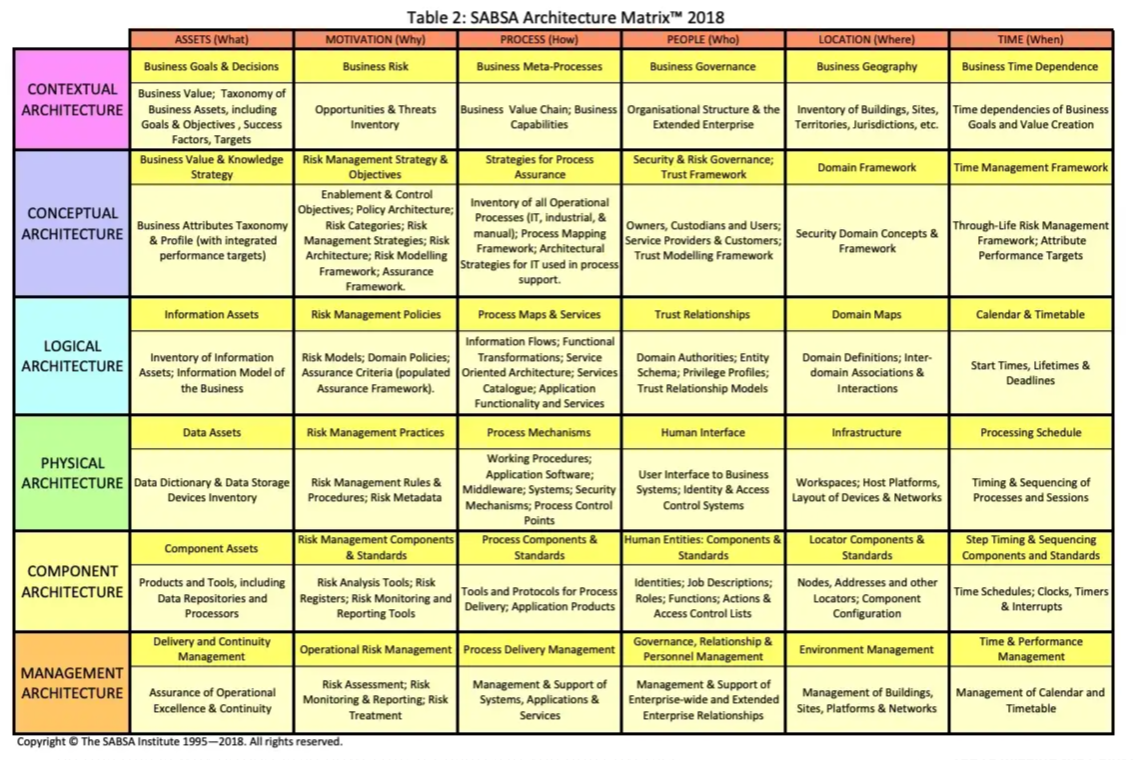 Table 2: SABSA Architecture Matrix™ 2018
ASSETS (What)
MOTIVATION (Why)
PROCESS (How)
PEOPLE (Who)
LOCATION (Where)
TIME (When)
CONTEXTUAL
ARCHITECTURE
Business Goals & Decisions
Business Risk
Business Meta-Processes
Business Governance
Business Geography
Business Time Dependence
Business Value; Taxonomy of
Business Assets, including
Goals & Objectives , Success
Factors, Targets
Opportunities & Threats
Inventory
Business Value Chain; Business
Capabilities
Organisational Structure & the
Extended Enterprise
Inventory of Buildings, Sites,
Territories, Jurisdictions, etc.
Time dependencies of Business
Goals and Value Creation
CONCEPTUAL
ARCHITECTURE
Business Value & Knowledge
Strategy
Risk Management Strategy &
Objectives
Strategies for Process
Assurance
Security & Risk Governance;
Trust Framework
Domain Framework
Time Management Framework
Business Attributes Taxonomy
& Profile (with integrated
performance targets)
Enablement & Control
Objectives; Policy Architecture;
Risk Categories; Risk
Management Strategies; Risk
Architecture; Risk Modelling
Framework; Assurance
Framework.
Inventory of all Operational
Processes (IT, industrial, &
manual); Process Mapping
Framework; Architectural
Strategies for IT used in process
support.
Owners, Custodians and Users;
Service Providers & Customers;
Trust Modelling Framework
Security Domain Concepts &
Framework
Through-Life Risk Management
Framework; Attribute
Performance Targets
LOGICAL
ARCHITECTURE
Information Assets
Risk Management Policies
Process Maps & Services
Trust Relationships
Domain Maps
Calendar & Timetable
Inventory of Information
Assets; Information Model of
the Business
Risk Models; Domain Policies;
Assurance Criteria (populated
Assurance Framework).
Information Flows; Functional
Transformations; Service
Oriented Architecture; Services
Catalogue; Application
Functionality and Services
Domain Authorities; Entity
Schema; Privilege Profiles;
Trust Relationship Models
Domain Definitions; Inter-
domain Associations &
Interactions
Start Times, Lifetimes &
Deadlines
PHYSICAL
ARCHITECTURE
Data Assets
Risk Management Practices
Process Mechanisms
Human Interface
Infrastructure
Processing Schedule
Data Dictionary & Data Storage
Devices Inventory
Risk Management Rules &
Procedures; Risk Metadata
Working Procedures;
Application Software;
Middleware; Systems; Security
Mechanisms; Process Control
Points
User Interface to Business
Systems; Identity & Access
Control Systems
Workspaces; Host Platforms,
Layout of Devices & Networks
Timing & Sequencing of
Processes and Sessions
COMPONENT
ARCHITECTURE
Component Assets
Risk Management Components
& Standards
Process Components &
Standards
Human Entities: Components &
Standards
Locator Components &
Standards
Step Timing & Sequencing
Components and Standards
Products and Tools, including
Data Repositories and
Processors
Risk Analysis Tools; Risk
Registers; Risk Monitoring and
Reporting Tools
Tools and Protocols for Process
Delivery; Application Products
Identities; Job Descriptions;
Roles; Functions; Actions &
Access Control Lists
Nodes, Addresses and other
Locators; Component
Configuration
Time Schedules; Clocks, Timers
& Interrupts
MANAGEMENT
ARCHITECTURE
Delivery and Continuity
Management
Operational Risk Management
Process Delivery Management
Governance, Relationship &
Personnel Management
Environment Management
Time & Performance
Management
Assurance of Operational
Excellence & Continuity
Risk Assessment; Risk
Monitoring & Reporting; Risk
Treatment
Management & Support of
Systems, Applications &
Services
Management & Support of
Enterprise-wide and Extended
Enterprise Relationships
Management of Buildings,
Sites, Platforms & Networks
Management of Calendar and
Timetable
Copyright © The SABSA Institute 1995—2018. All rights reserved.